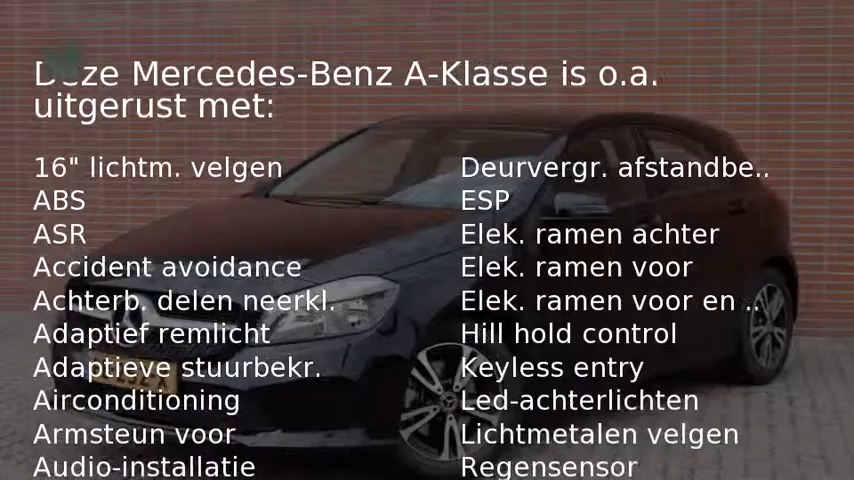 Deze Mercedes-Benz A-Klasse is o.a.
uitgerust met:
16" lichtm. velgen
ABS
ASR
Accident avoidance
Achterb. delen neerkl.
Adaptief remlicht
Adaptieve stuurbekr.
Airconditioning
Armsteun voor
Audio-installatie
Deurvergr. afstandbe..
ESP
Elek. ramen achter
Elek. ramen voor
Elek. ramen voor en ..
Hill hold control
Keyless entry
Led-achterlichten
Lichtmetalen velgen
Regensensor